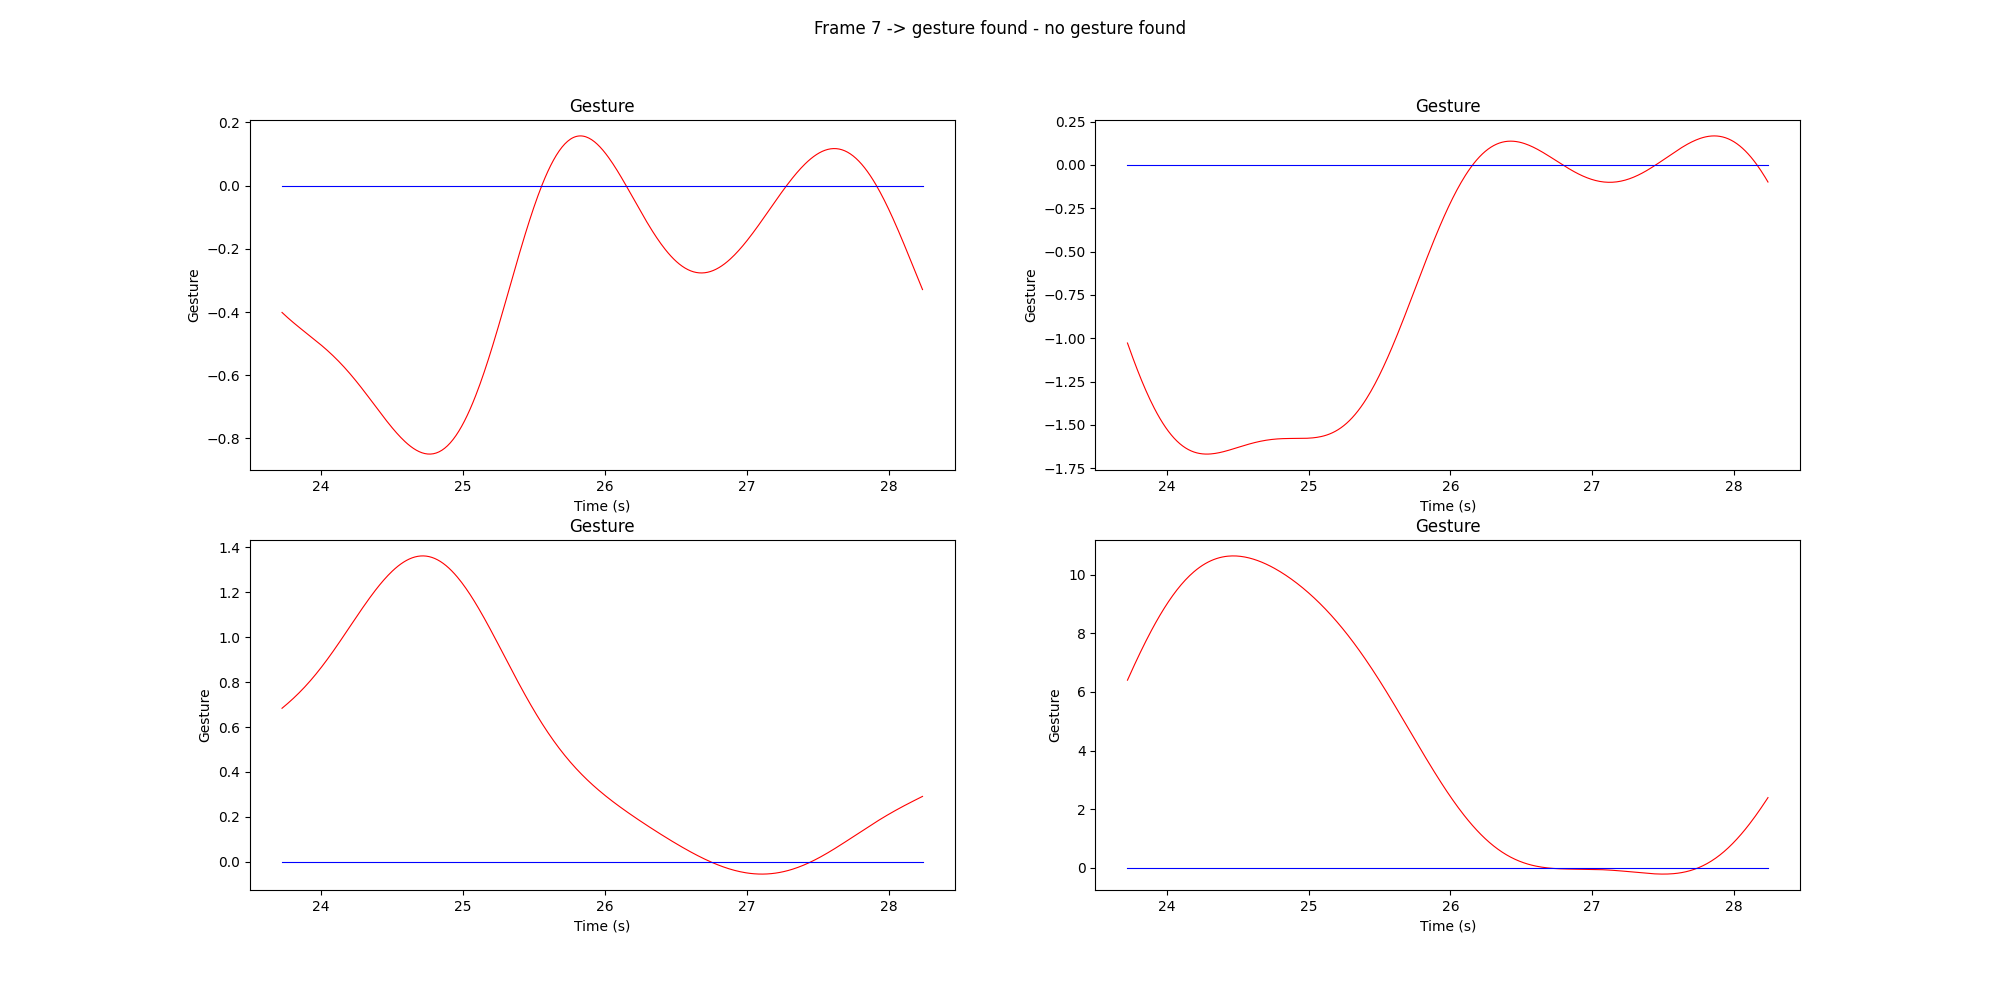 Frame 7 -> gesture found - no gesture found
Gesture
0.2
0.0
−0.2
−0.4
−0.6
−0.8
Gesture
24 25 26 27 28
Time (s)
Gesture
0.25
0.00
−0.25
−0.50
−0.75
−1.00
−1.25
−1.50
−1.75
Gesture
24 25 26 27 28
Time (s)
Gesture
1.4
1.2
1.0
0.8
0.6
0.4
0.2
0.0
Gesture
24 25 26 27 28
Time (s)
Gesture
10
8
6
4
2
0
Gesture
24 25 26 27 28
Time (s)